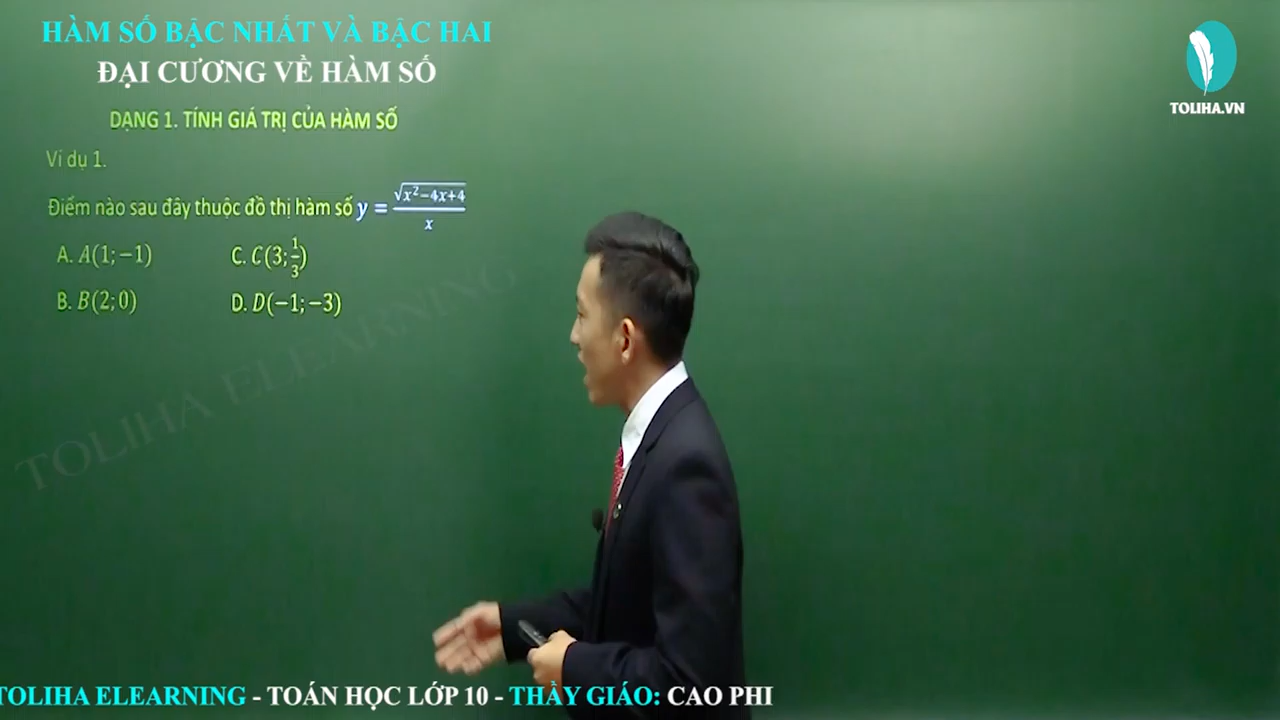 HÀM SỐ BẬC NHẤT VÀ BẬC HAI
ĐẠI CƯƠNG VỀ HÀM SỐ
TOLIHA.VN
DẠNG 1. TÍNH GIÁ TRỊ CỦA HÀM SỐ
Ví dụ 1.
Điểm nào sau đây thuộc đồ thị hàm số y = √(x²−4x+4)/x
A. A(1;−1) C. C(3;1/3)
B. B(2;0) D. D(−1;−3)
TOLIHA ELEARNING
TOLIHA ELEARNING - TOÁN HỌC LỚP 10 - THẦY GIÁO: CAO PHI